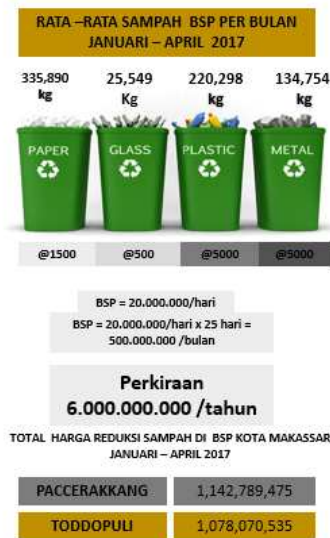 RATA –RATA SAMPAH BSP PER BULAN
JANUARI – APRIL 2017
335,890 25,549 220,298 134,754
kg Kg kg kg
PAPER GLASS PLASTIC METAL
@1500 @500 @5000 @5000
BSP = 20.000.000/hari
BSP = 20.000.000/hari x 25 hari =
500.000.000 /bulan
Perkiraan
6.000.000.000 /tahun
TOTAL HARGA REDUKSI SAMPAH DI BSP KOTA MAKASSAR
JANUARI – APRIL 2017
PACCERAKKANG 1,142,789,475
TODDOPULI 1,078,070,535